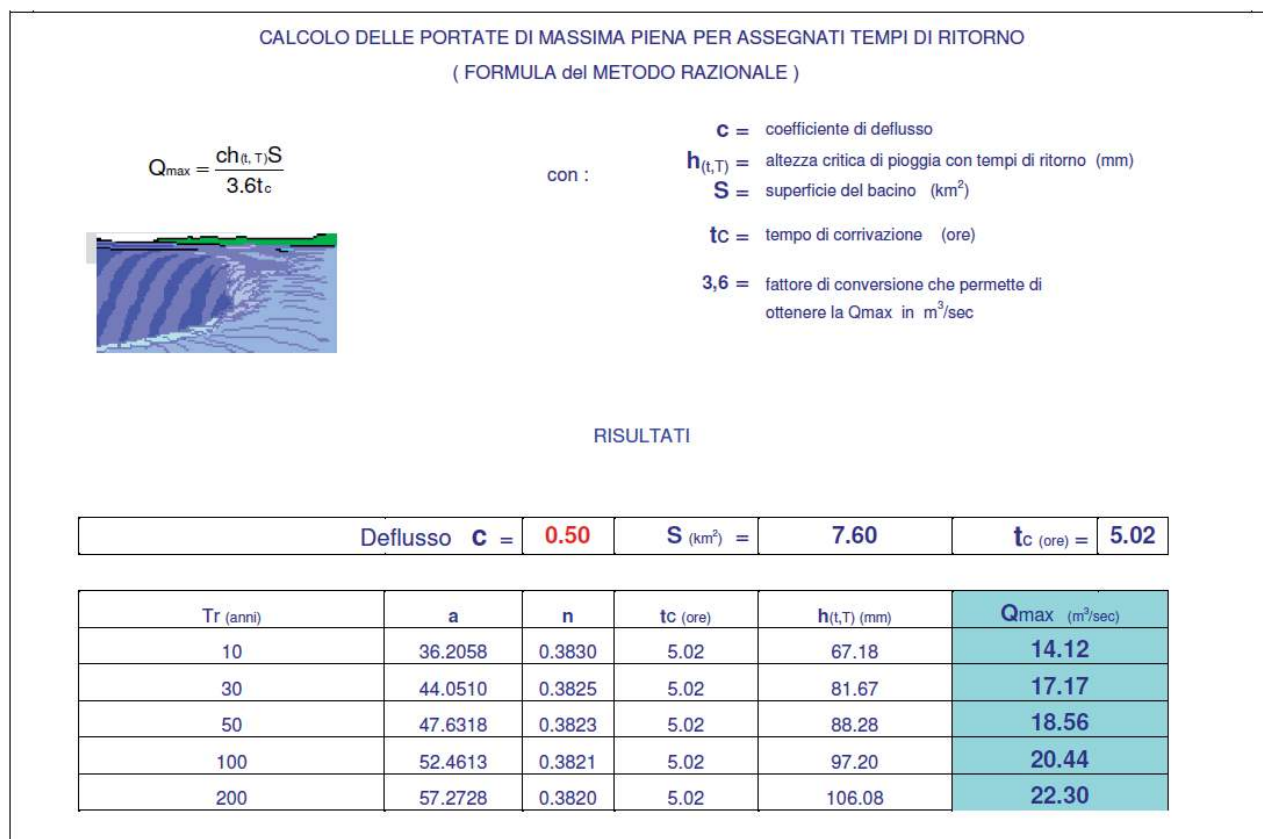 CALCOLO DELLE PORTATE DI MASSIMA PIENA PER ASSEGNATI TEMPI DI RITORNO
( FORMULA del METODO RAZIONALE )
Qmax = ch(t, T)S / 3.6tc
con :
c = coefficiente di deflusso
h(t,T) = altezza critica di pioggia con tempi di ritorno (mm)
S = superficie del bacino (km²)
tc = tempo di corrivazione (ore)
3,6 = fattore di conversione che permette di
ottenere la Qmax in m³/sec
RISULTATI
Deflusso c = 0.50 S (km²) = 7.60 tc (ore) = 5.02
Tr (anni) a n tc (ore) h(t,T) (mm) Qmax (m³/sec)
10 36.2058 0.3830 5.02 67.18 14.12
30 44.0510 0.3825 5.02 81.67 17.17
50 47.6318 0.3823 5.02 88.28 18.56
100 52.4613 0.3821 5.02 97.20 20.44
200 57.2728 0.3820 5.02 106.08 22.30